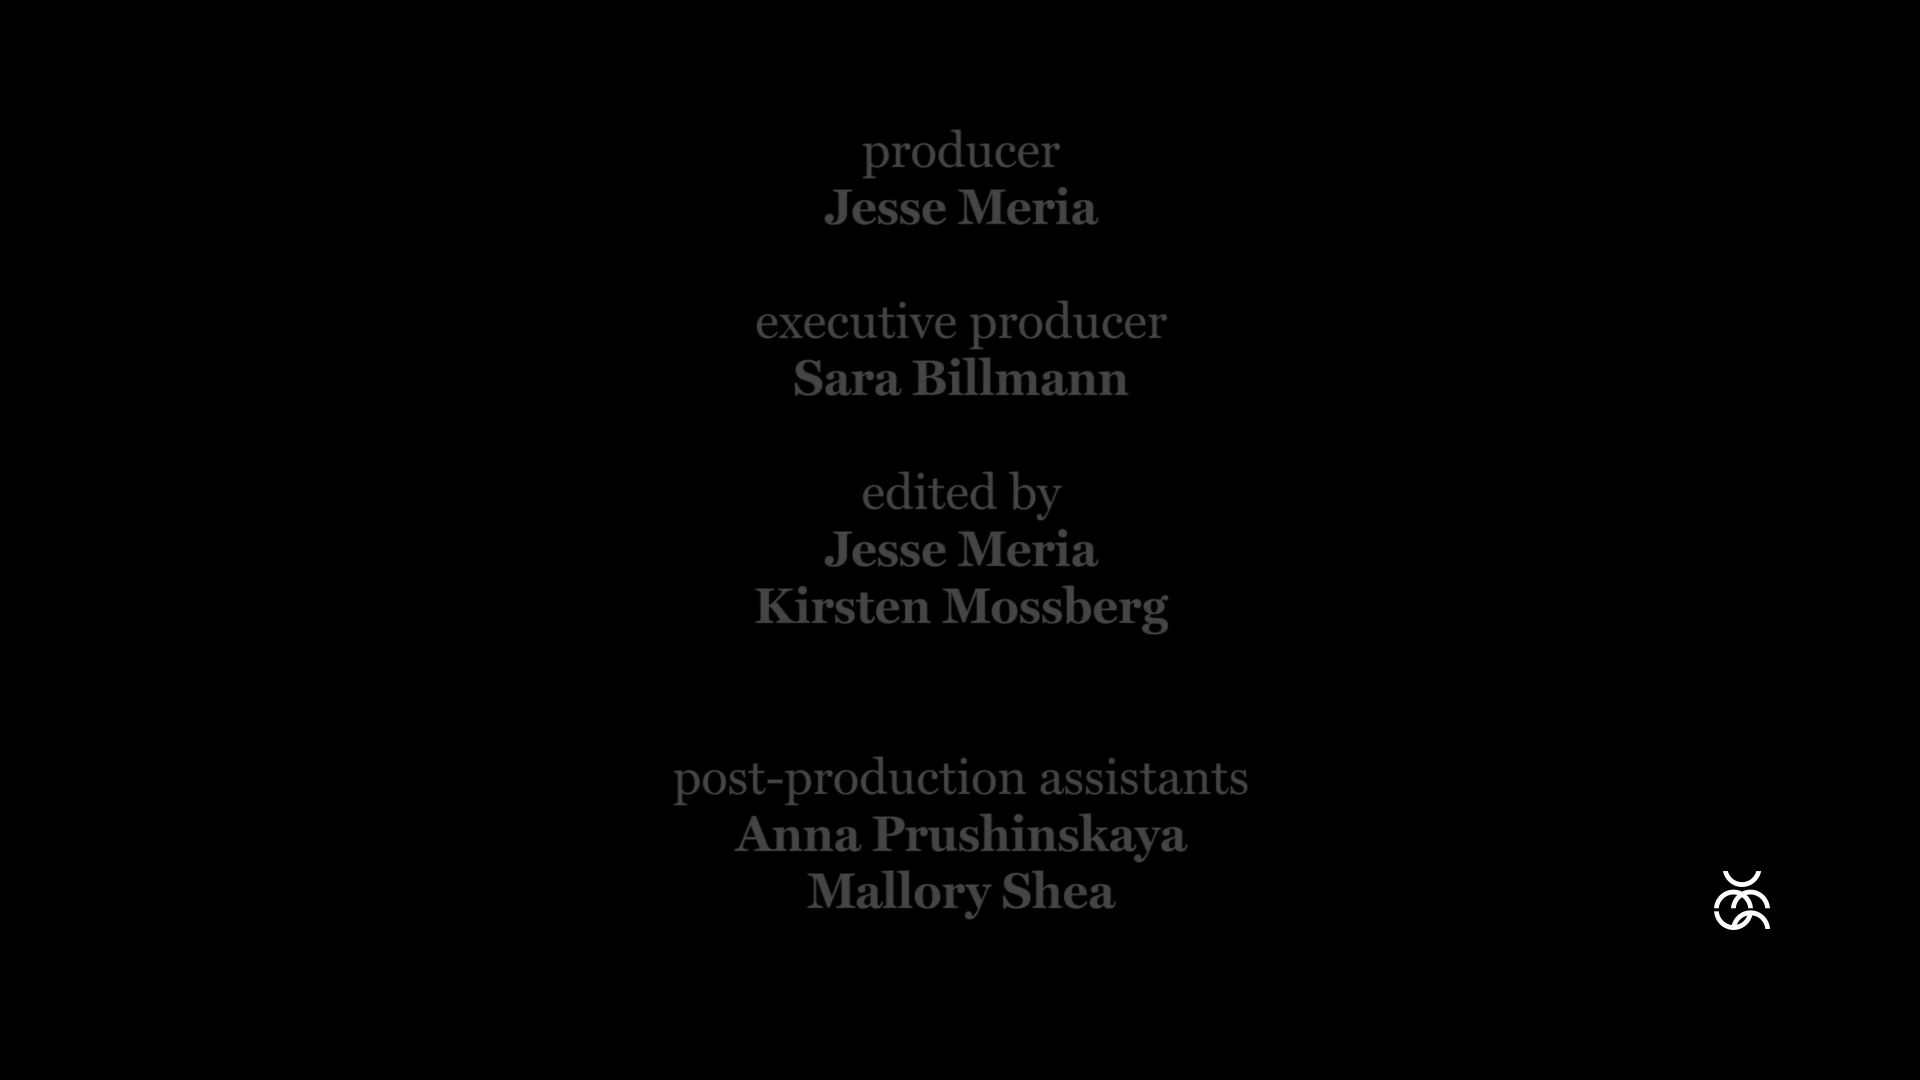 producer
Jesse Meria
executive producer
Sara Billmann
edited by
Jesse Meria
Kirsten Mossberg
post-production assistants
Anna Prushinskaya
Mallory Shea